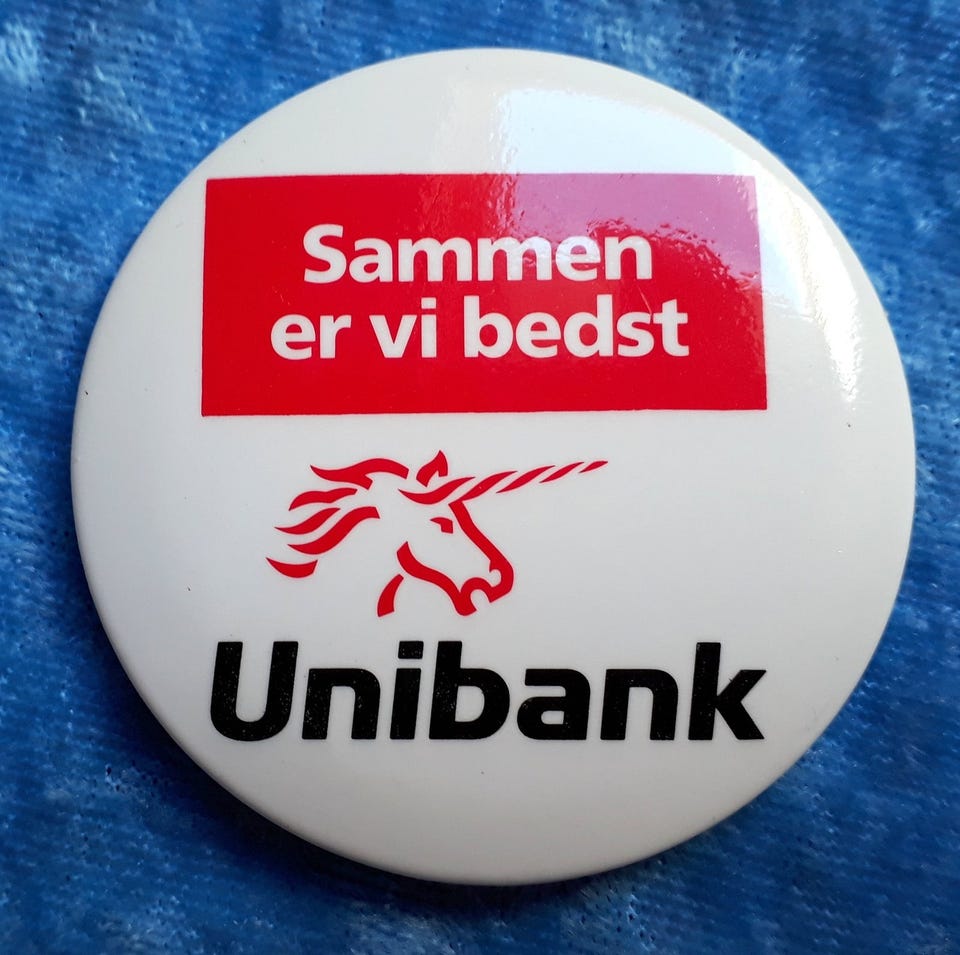 Sammen
er vi bedst
Unibank